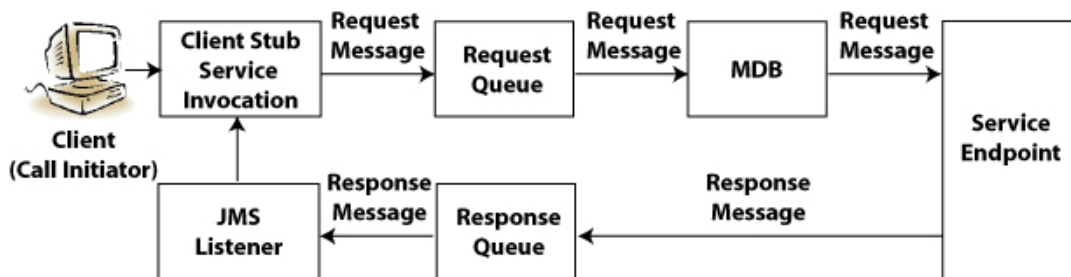 Client Stub
Service
Invocation
Request
Message
Request
Queue
Request
Message
MDB
Request
Message
Service
Endpoint
Client
(Call Initiator)
JMS
Listener
Response
Message
Response
Queue
Response
Message